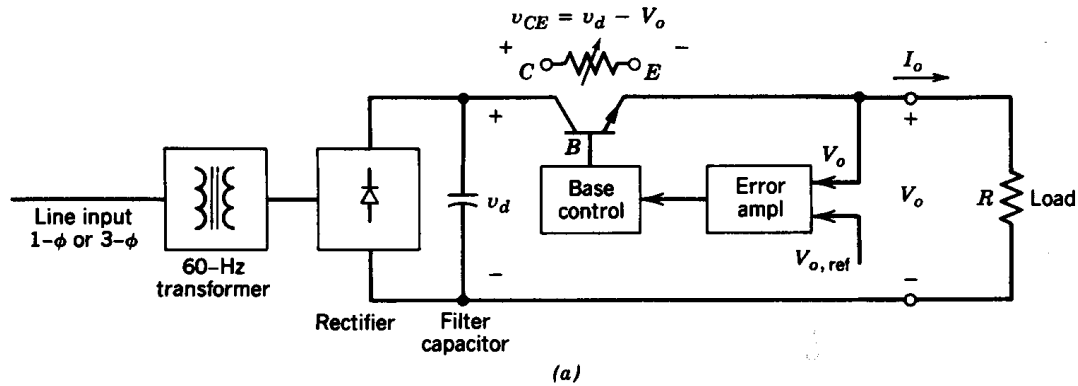 v_CE = v_d − V_o
+ −
C E
I_o
+ +
B
V_o
Base
control
Error
ampl
v_d
V_o
R
Load
Line input
1-ϕ or 3-ϕ
V_o, ref
60-Hz
transformer
− −
Rectifier
Filter
capacitor
(a)